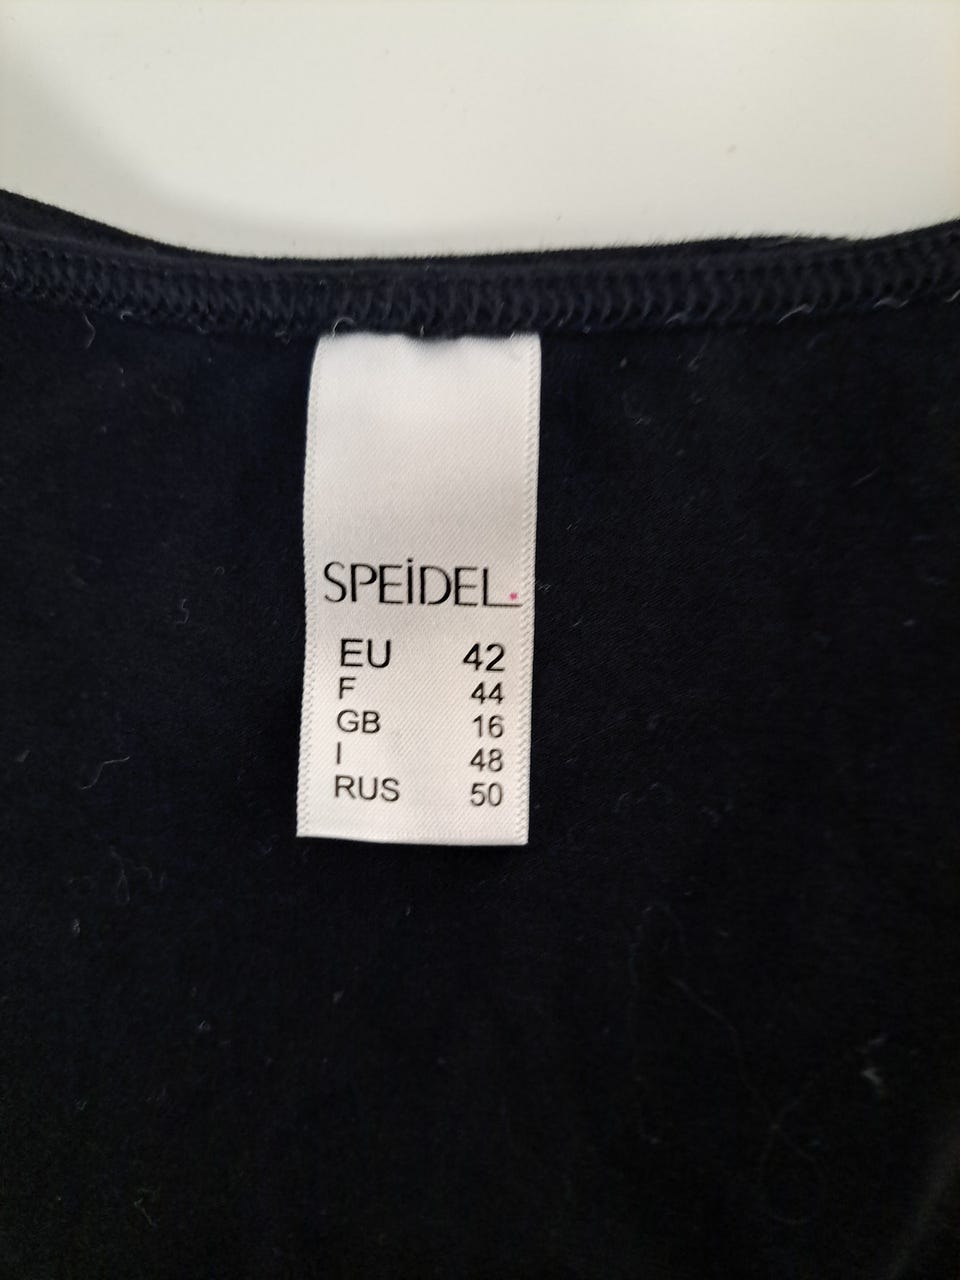 SPEiDEL.
EU 42
F 44
GB 16
I 48
RUS 50